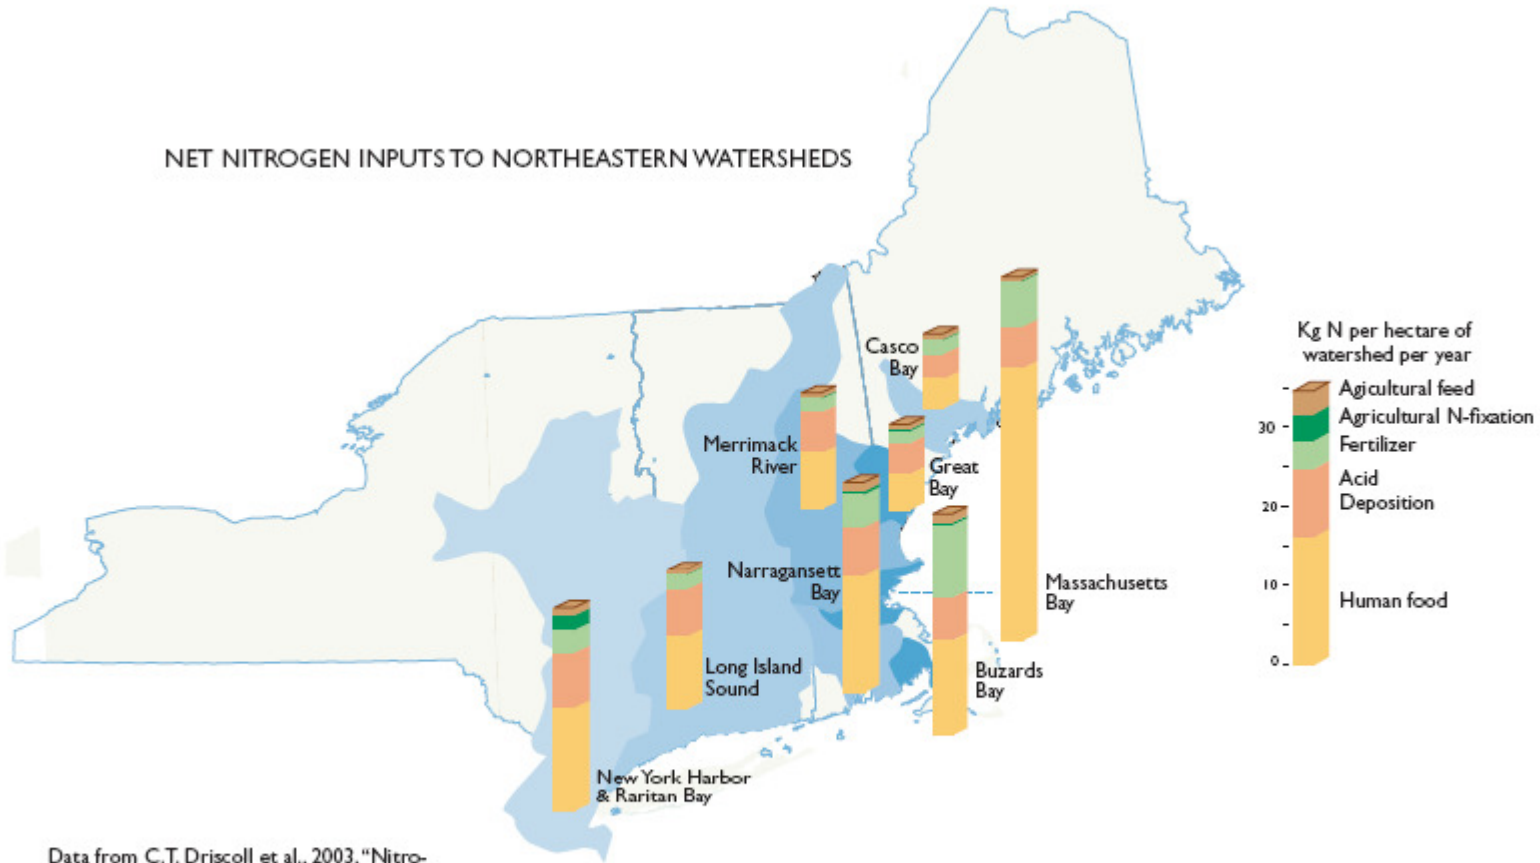 NET NITROGEN INPUTS TO NORTHEASTERN WATERSHEDS
Casco
Bay
Merrimack
River
Great
Bay
Narragansett
Bay
Massachusetts
Bay
Long Island
Sound
Buzards
Bay
New York Harbor
& Raritan Bay
Kg N per hectare of
watershed per year
Agicultural feed
Agricultural N-fixation
30
Fertilizer
Acid
Deposition
20
10
Human food
0
Data from C.T. Driscoll et al., 2003, "Nitro-